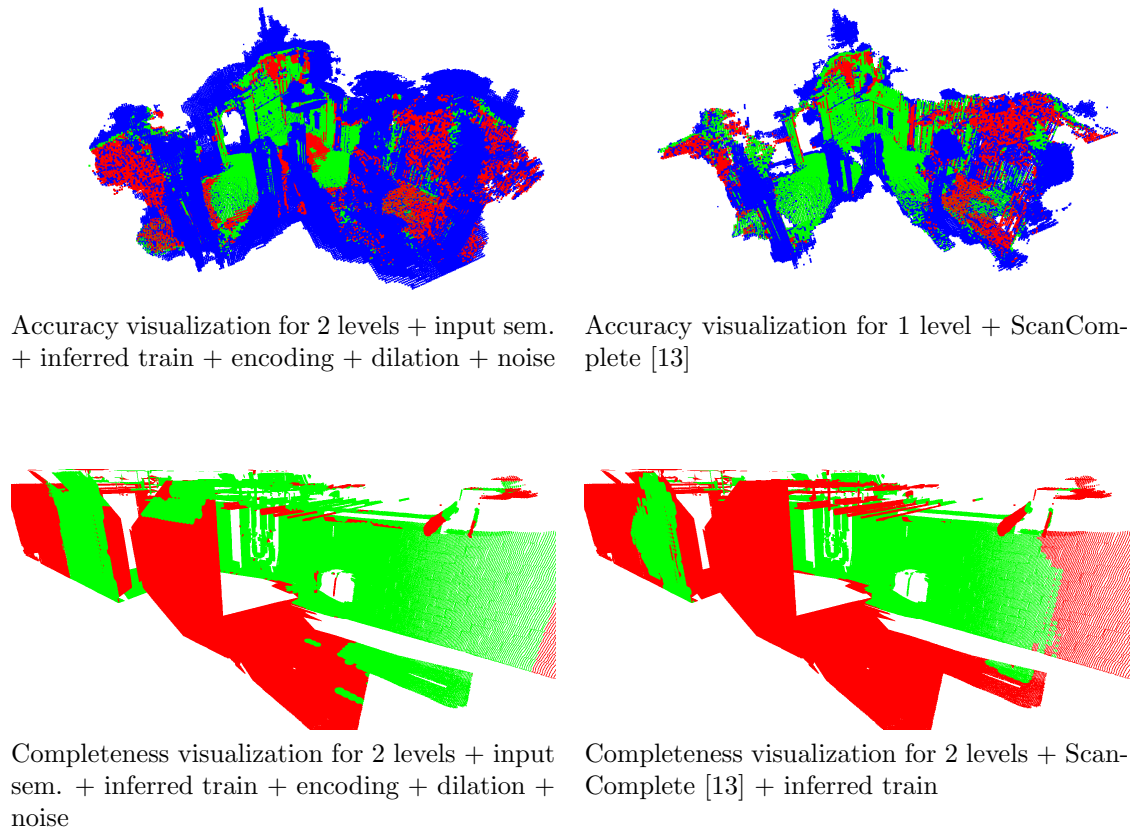 Accuracy visualization for 2 levels + input sem.
+ inferred train + encoding + dilation + noise
Accuracy visualization for 1 level + ScanCom-
plete [13]
Completeness visualization for 2 levels + input
sem. + inferred train + encoding + dilation +
noise
Completeness visualization for 2 levels + Scan-
Complete [13] + inferred train